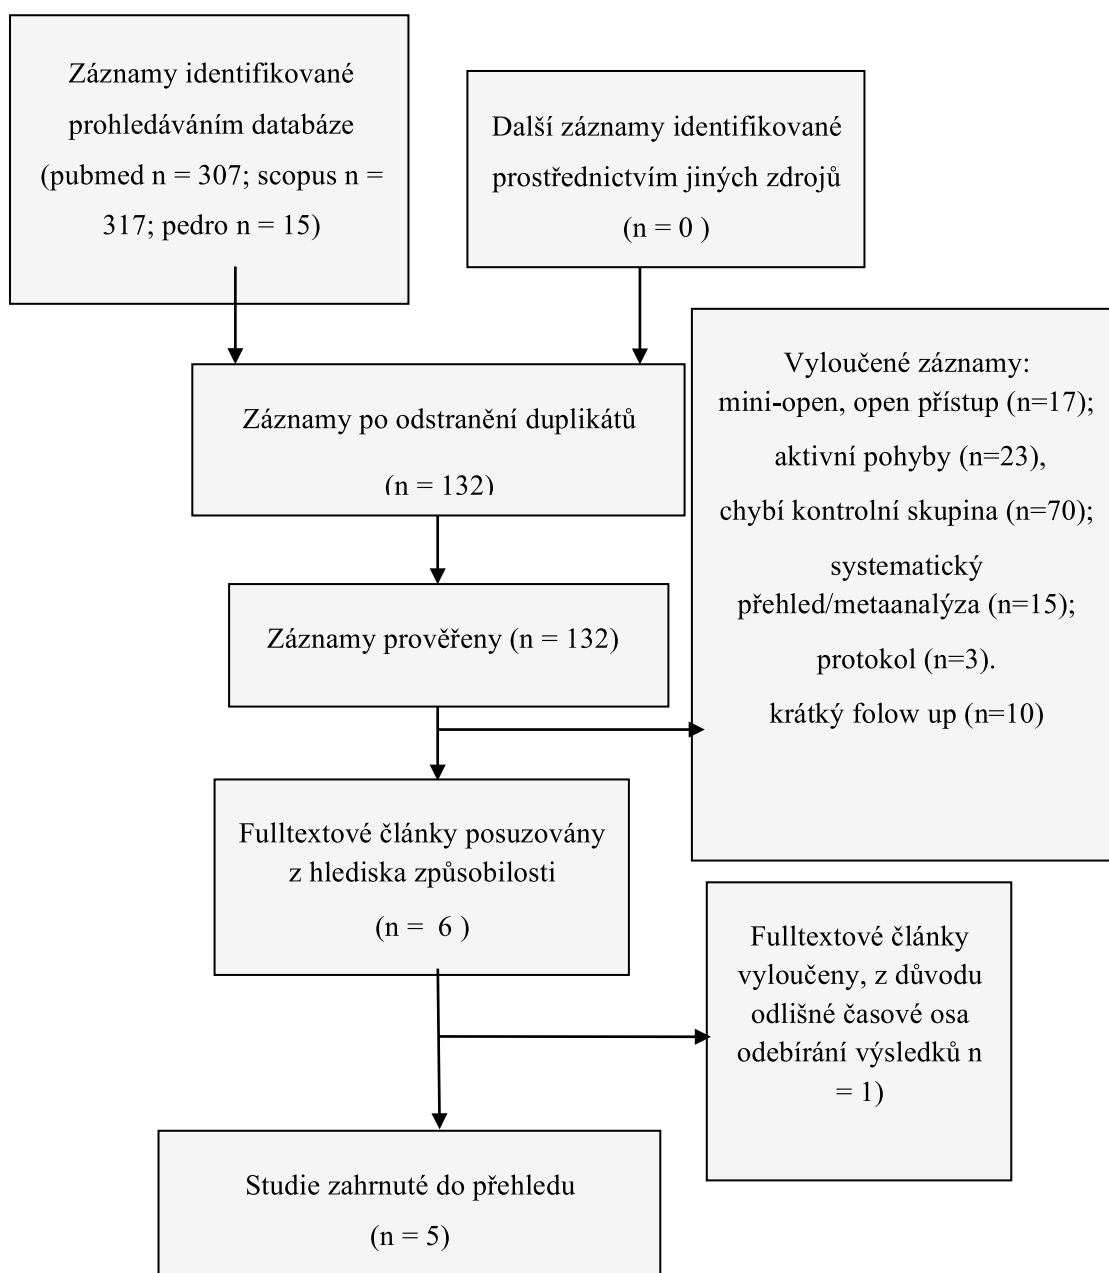 Záznamy identifikované
prohledáváním databáze
(pubmed n = 307; scopus n =
317; pedro n = 15)
Další záznamy identifikované
prostřednictvím jiných zdrojů
(n = 0 )
Záznamy po odstranění duplikátů
(n = 132)
Záznamy prověřeny (n = 132)
Vyloučené záznamy:
mini-open, open přístup (n=17);
aktivní pohyby (n=23),
chybí kontrolní skupina (n=70);
systematický
přehled/metaanalýza (n=15);
protokol (n=3).
krátký folow up (n=10)
Fulltextové články posuzovány
z hlediska způsobilosti
(n =  6 )
Fulltextové články
vyloučeny, z důvodu
odlišné časové osa
odebírání výsledků n
= 1)
Studie zahrnuté do přehledu
(n = 5)